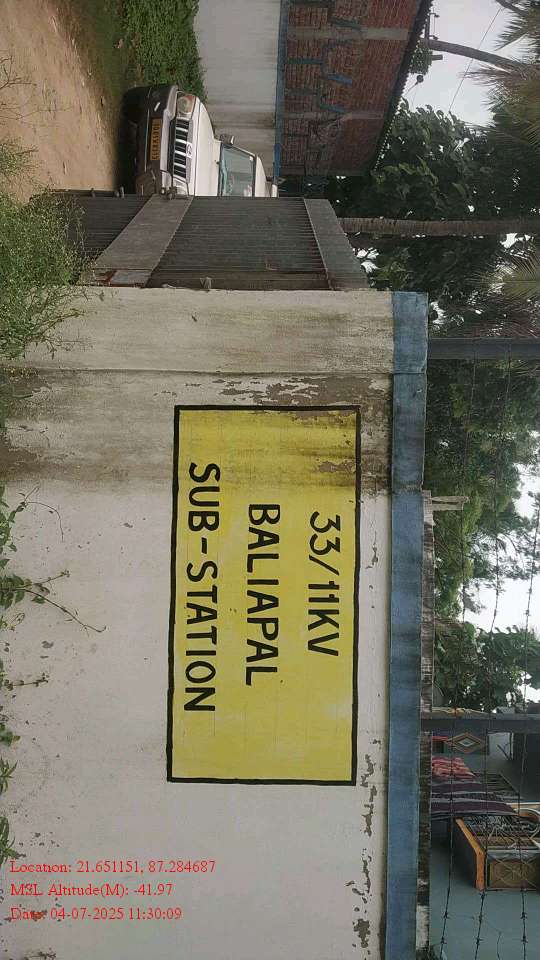 33/11KV
BALIAPAL
SUB-STATION
Location: 21.651151, 87.284687
MSL Altitude(M): -41.97
Date: 04-07-2025 11:30:09